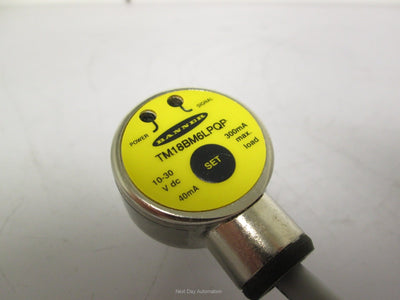 POWER
SIGNAL
BANNER
TM18BM6LPQP
10-30
V dc
40mA
SET
300mA
max.
load
Next Day Automation